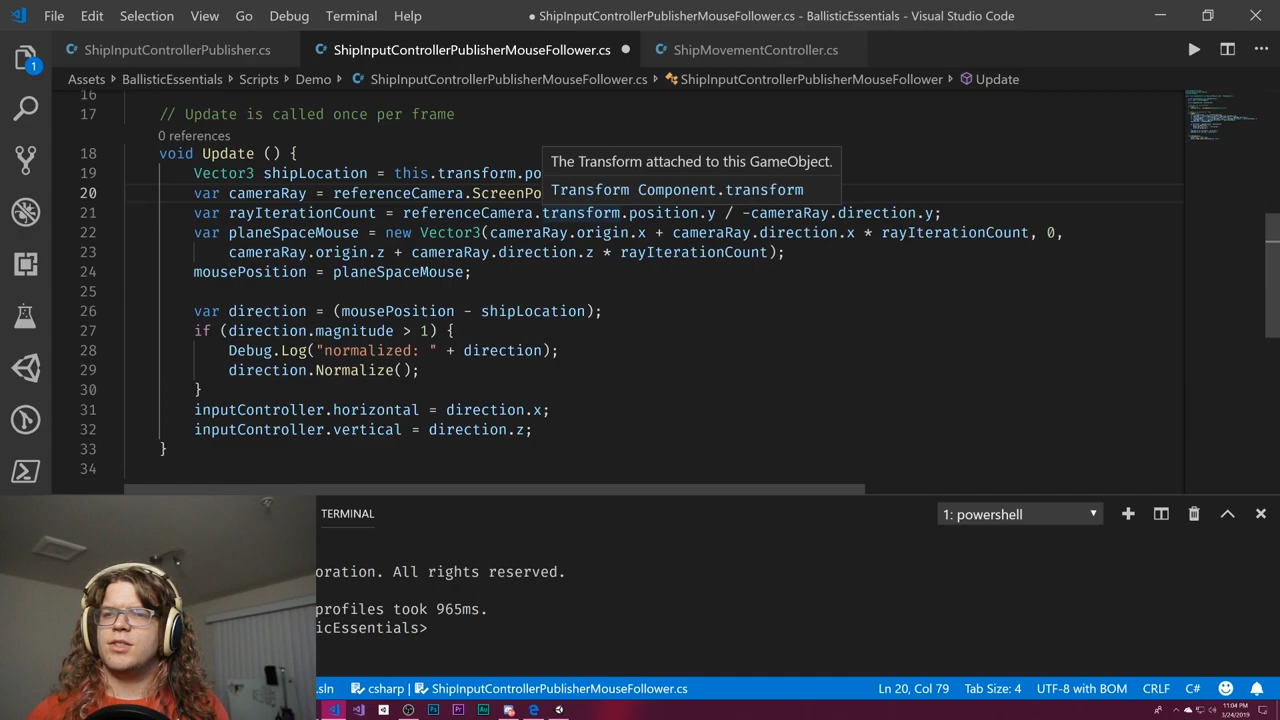 File Edit Selection View Go Debug Terminal Help
● ShipInputControllerPublisherMouseFollower.cs - BallisticEssentials - Visual Studio Code
ShipInputControllerPublisher.cs
ShipInputControllerPublisherMouseFollower.cs ●
ShipMovementController.cs
Assets > BallisticEssentials > Scripts > Demo > ShipInputControllerPublisherMouseFollower.cs > ShipInputControllerPublisherMouseFollower > Update
1
16
17 // Update is called once per frame
0 references
18 void Update () {
The Transform attached to this GameObject.
19 Vector3 shipLocation = this.transform.po
Transform Component.transform
20 var cameraRay = referenceCamera.ScreenPo
21 var rayIterationCount = referenceCamera.transform.position.y / -cameraRay.direction.y;
22 var planeSpaceMouse = new Vector3(cameraRay.origin.x + cameraRay.direction.x * rayIterationCount, 0,
23 cameraRay.origin.z + cameraRay.direction.z * rayIterationCount);
24 mousePosition = planeSpaceMouse;
25
26 var direction = (mousePosition - shipLocation);
27 if (direction.magnitude > 1) {
28 Debug.Log("normalized: " + direction);
29 direction.Normalize();
30 }
31 inputController.horizontal = direction.x;
32 inputController.vertical = direction.z;
33 }
34
TERMINAL
1: powershell
oration. All rights reserved.
profiles took 965ms.
icEssentials>
.sln csharp | ShipInputControllerPublisherMouseFollower.cs
Ln 20, Col 79 Tab Size: 4 UTF-8 with BOM CRLF C#
11:04 PM
3/24/2019